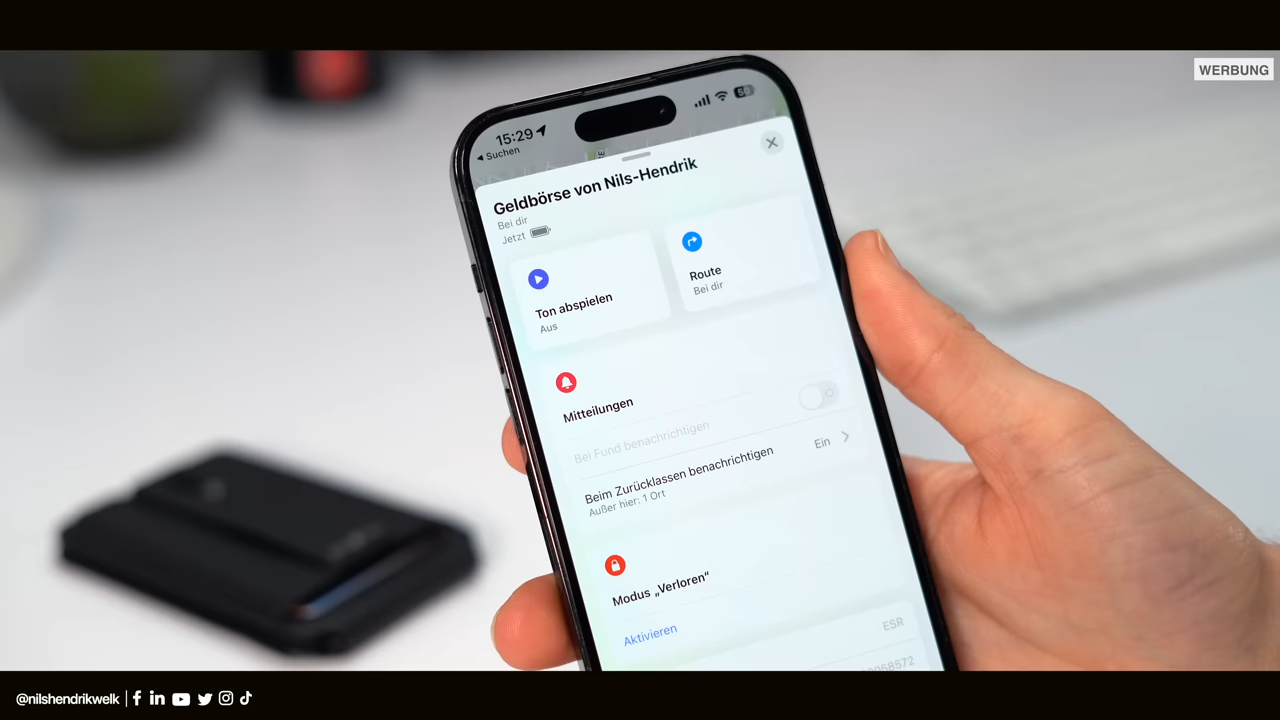 WERBUNG
15:29
60
Suchen
Geldbörse von Nils-Hendrik
Bei dir
Jetzt
Ton abspielen
Aus
Route
Bei dir
Mitteilungen
Bei Fund benachrichtigen
Beim Zurücklassen benachrichtigen
Ein
Außer hier: 1 Ort
Modus „Verloren“
Aktivieren
ESR
@nilshendrikwelk